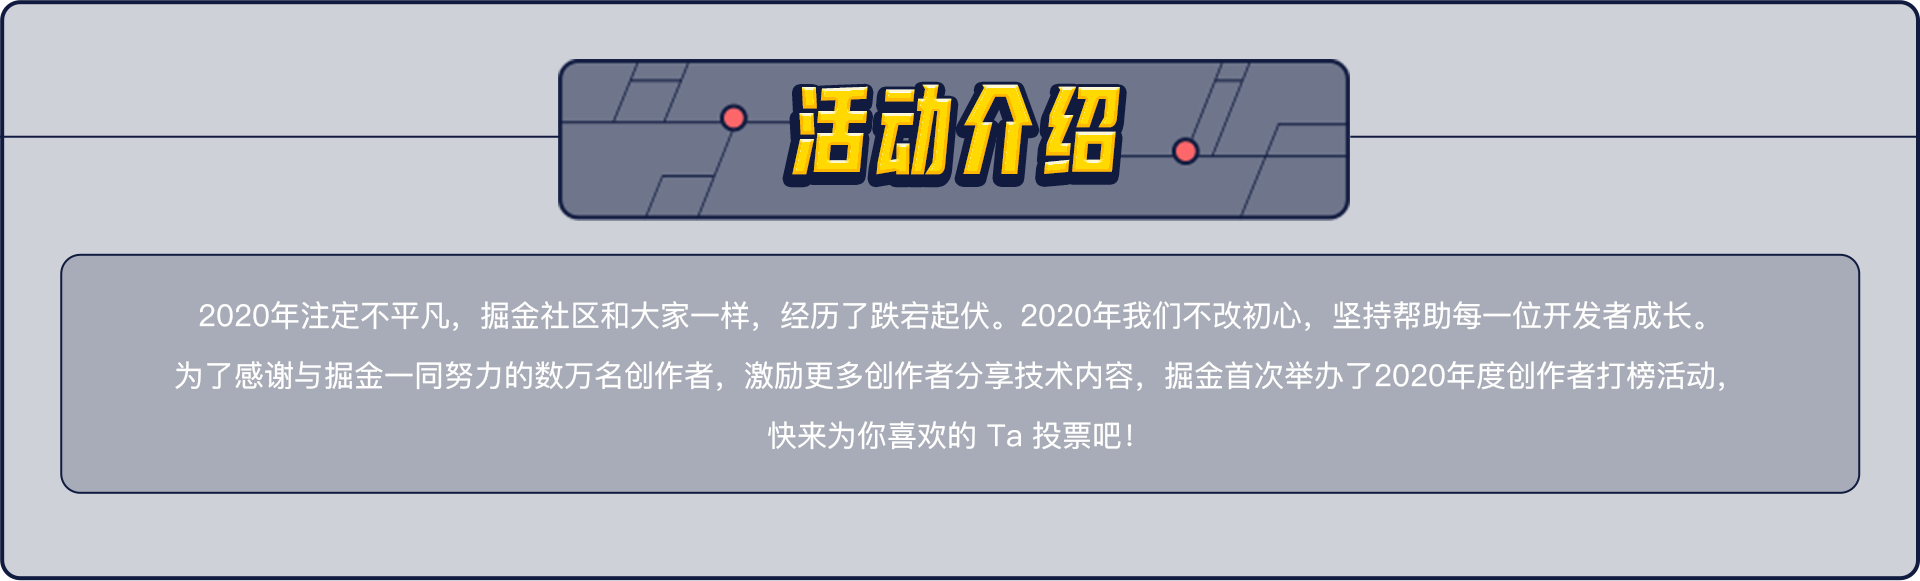 活动介绍
2020年注定不平凡，掘金社区和大家一样，经历了跌宕起伏。2020年我们不改初心，坚持帮助每一位开发者成长。
为了感谢与掘金一同努力的数万名创作者，激励更多创作者分享技术内容，掘金首次举办了2020年度创作者打榜活动，
快来为你喜欢的 Ta 投票吧！